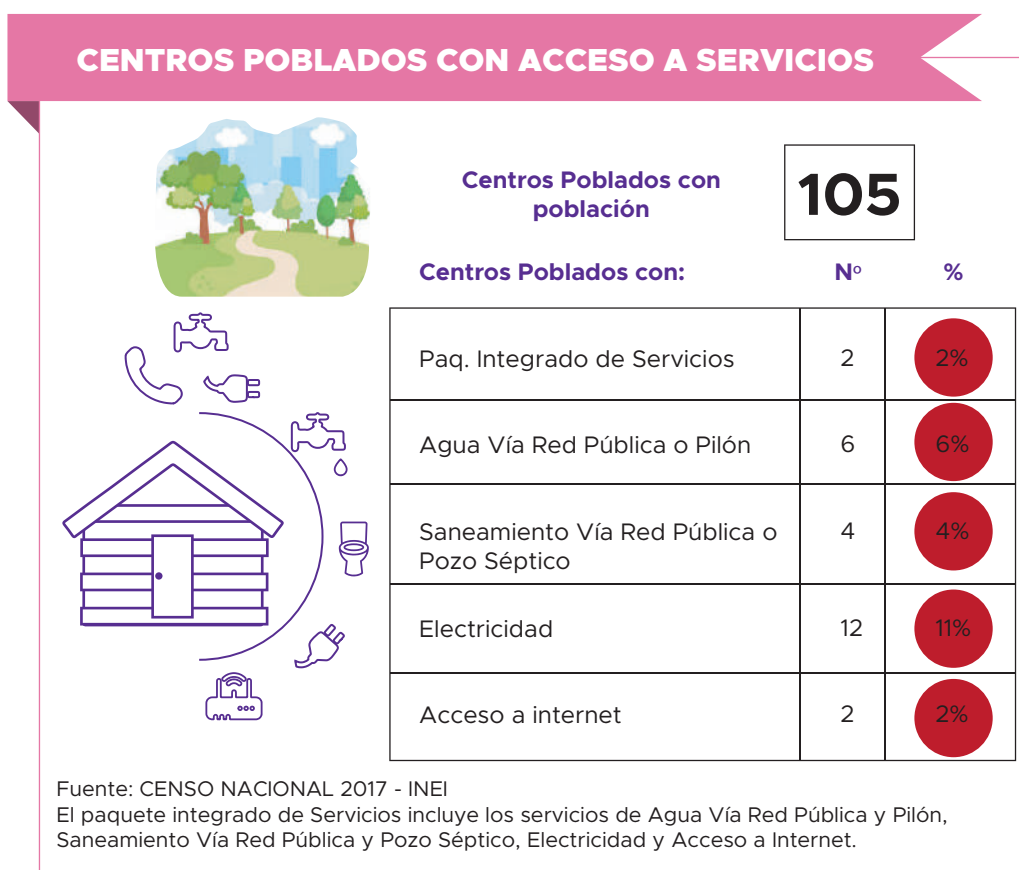 CENTROS POBLADOS CON ACCESO A SERVICIOS
Centros Poblados con
población
105
Centros Poblados con: Nº %
Paq. Integrado de Servicios 2 2%
Agua Vía Red Pública o Pilón 6 6%
Saneamiento Vía Red Pública o
Pozo Séptico
4 4%
Electricidad 12 11%
Acceso a internet 2 2%
Fuente: CENSO NACIONAL 2017 - INEI
El paquete integrado de Servicios incluye los servicios de Agua Vía Red Pública y Pilón,
Saneamiento Vía Red Pública y Pozo Séptico, Electricidad y Acceso a Internet.